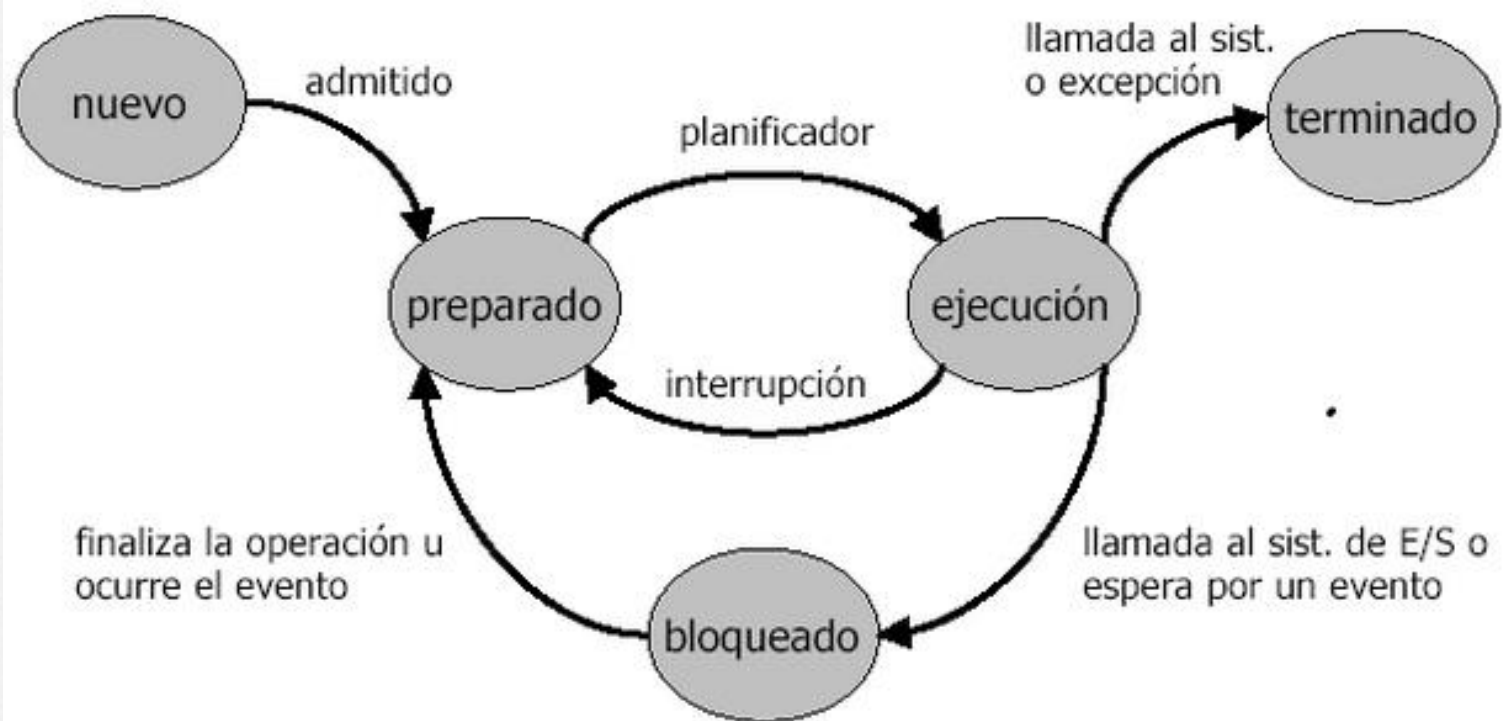 llamada al sist.
o excepción
nuevo
admitido
terminado
planificador
preparado
ejecución
interrupción
finaliza la operación u
ocurre el evento
llamada al sist. de E/S o
espera por un evento
bloqueado